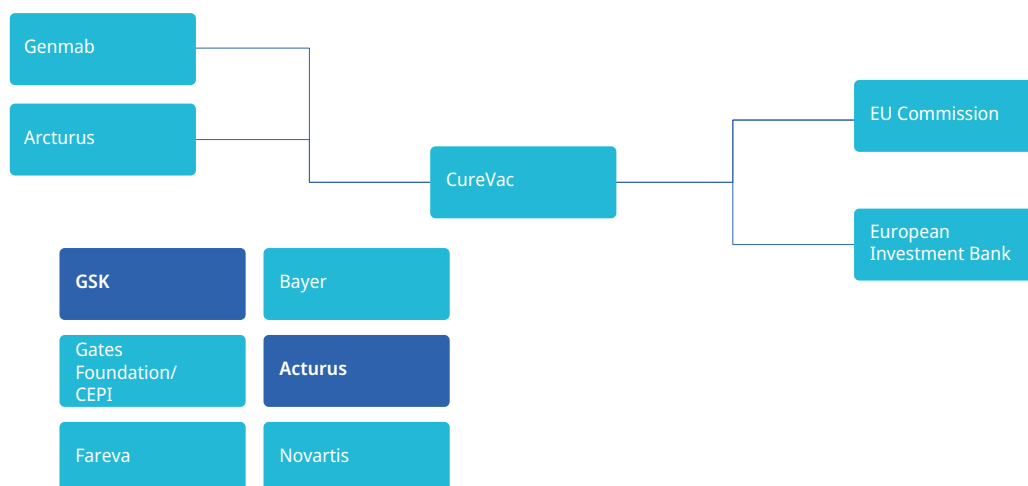 Genmab
Arcturus
CureVac
EU Commission
European
Investment Bank
GSK
Bayer
Gates
Foundation/
CEPI
Acturus
Fareva
Novartis